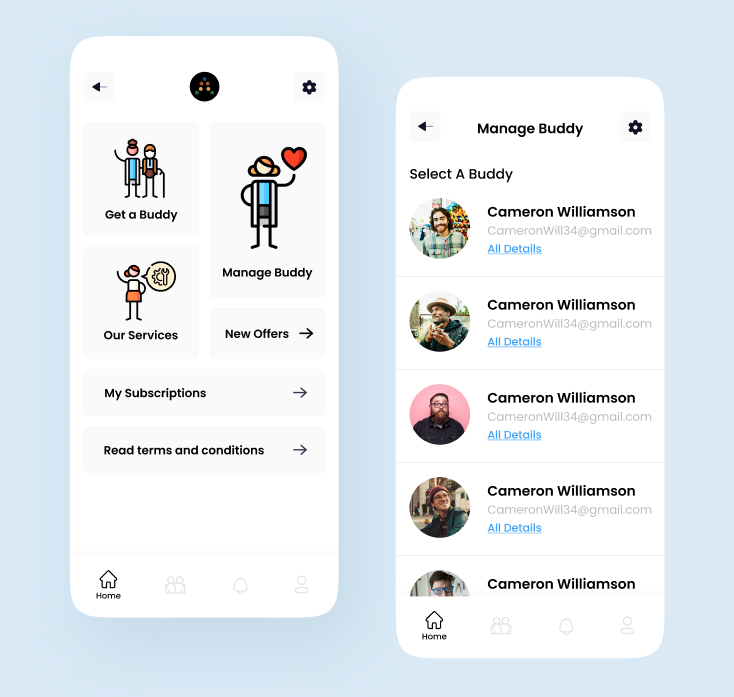 Get a Buddy
Manage Buddy
Our Services
New Offers
My Subscriptions
Read terms and conditions
Home
Manage Buddy
Select A Buddy
Cameron Williamson
CameronWill34@gmail.com
All Details
Cameron Williamson
CameronWill34@gmail.com
All Details
Cameron Williamson
CameronWill34@gmail.com
All Details
Cameron Williamson
CameronWill34@gmail.com
All Details
Cameron Williamson
Home